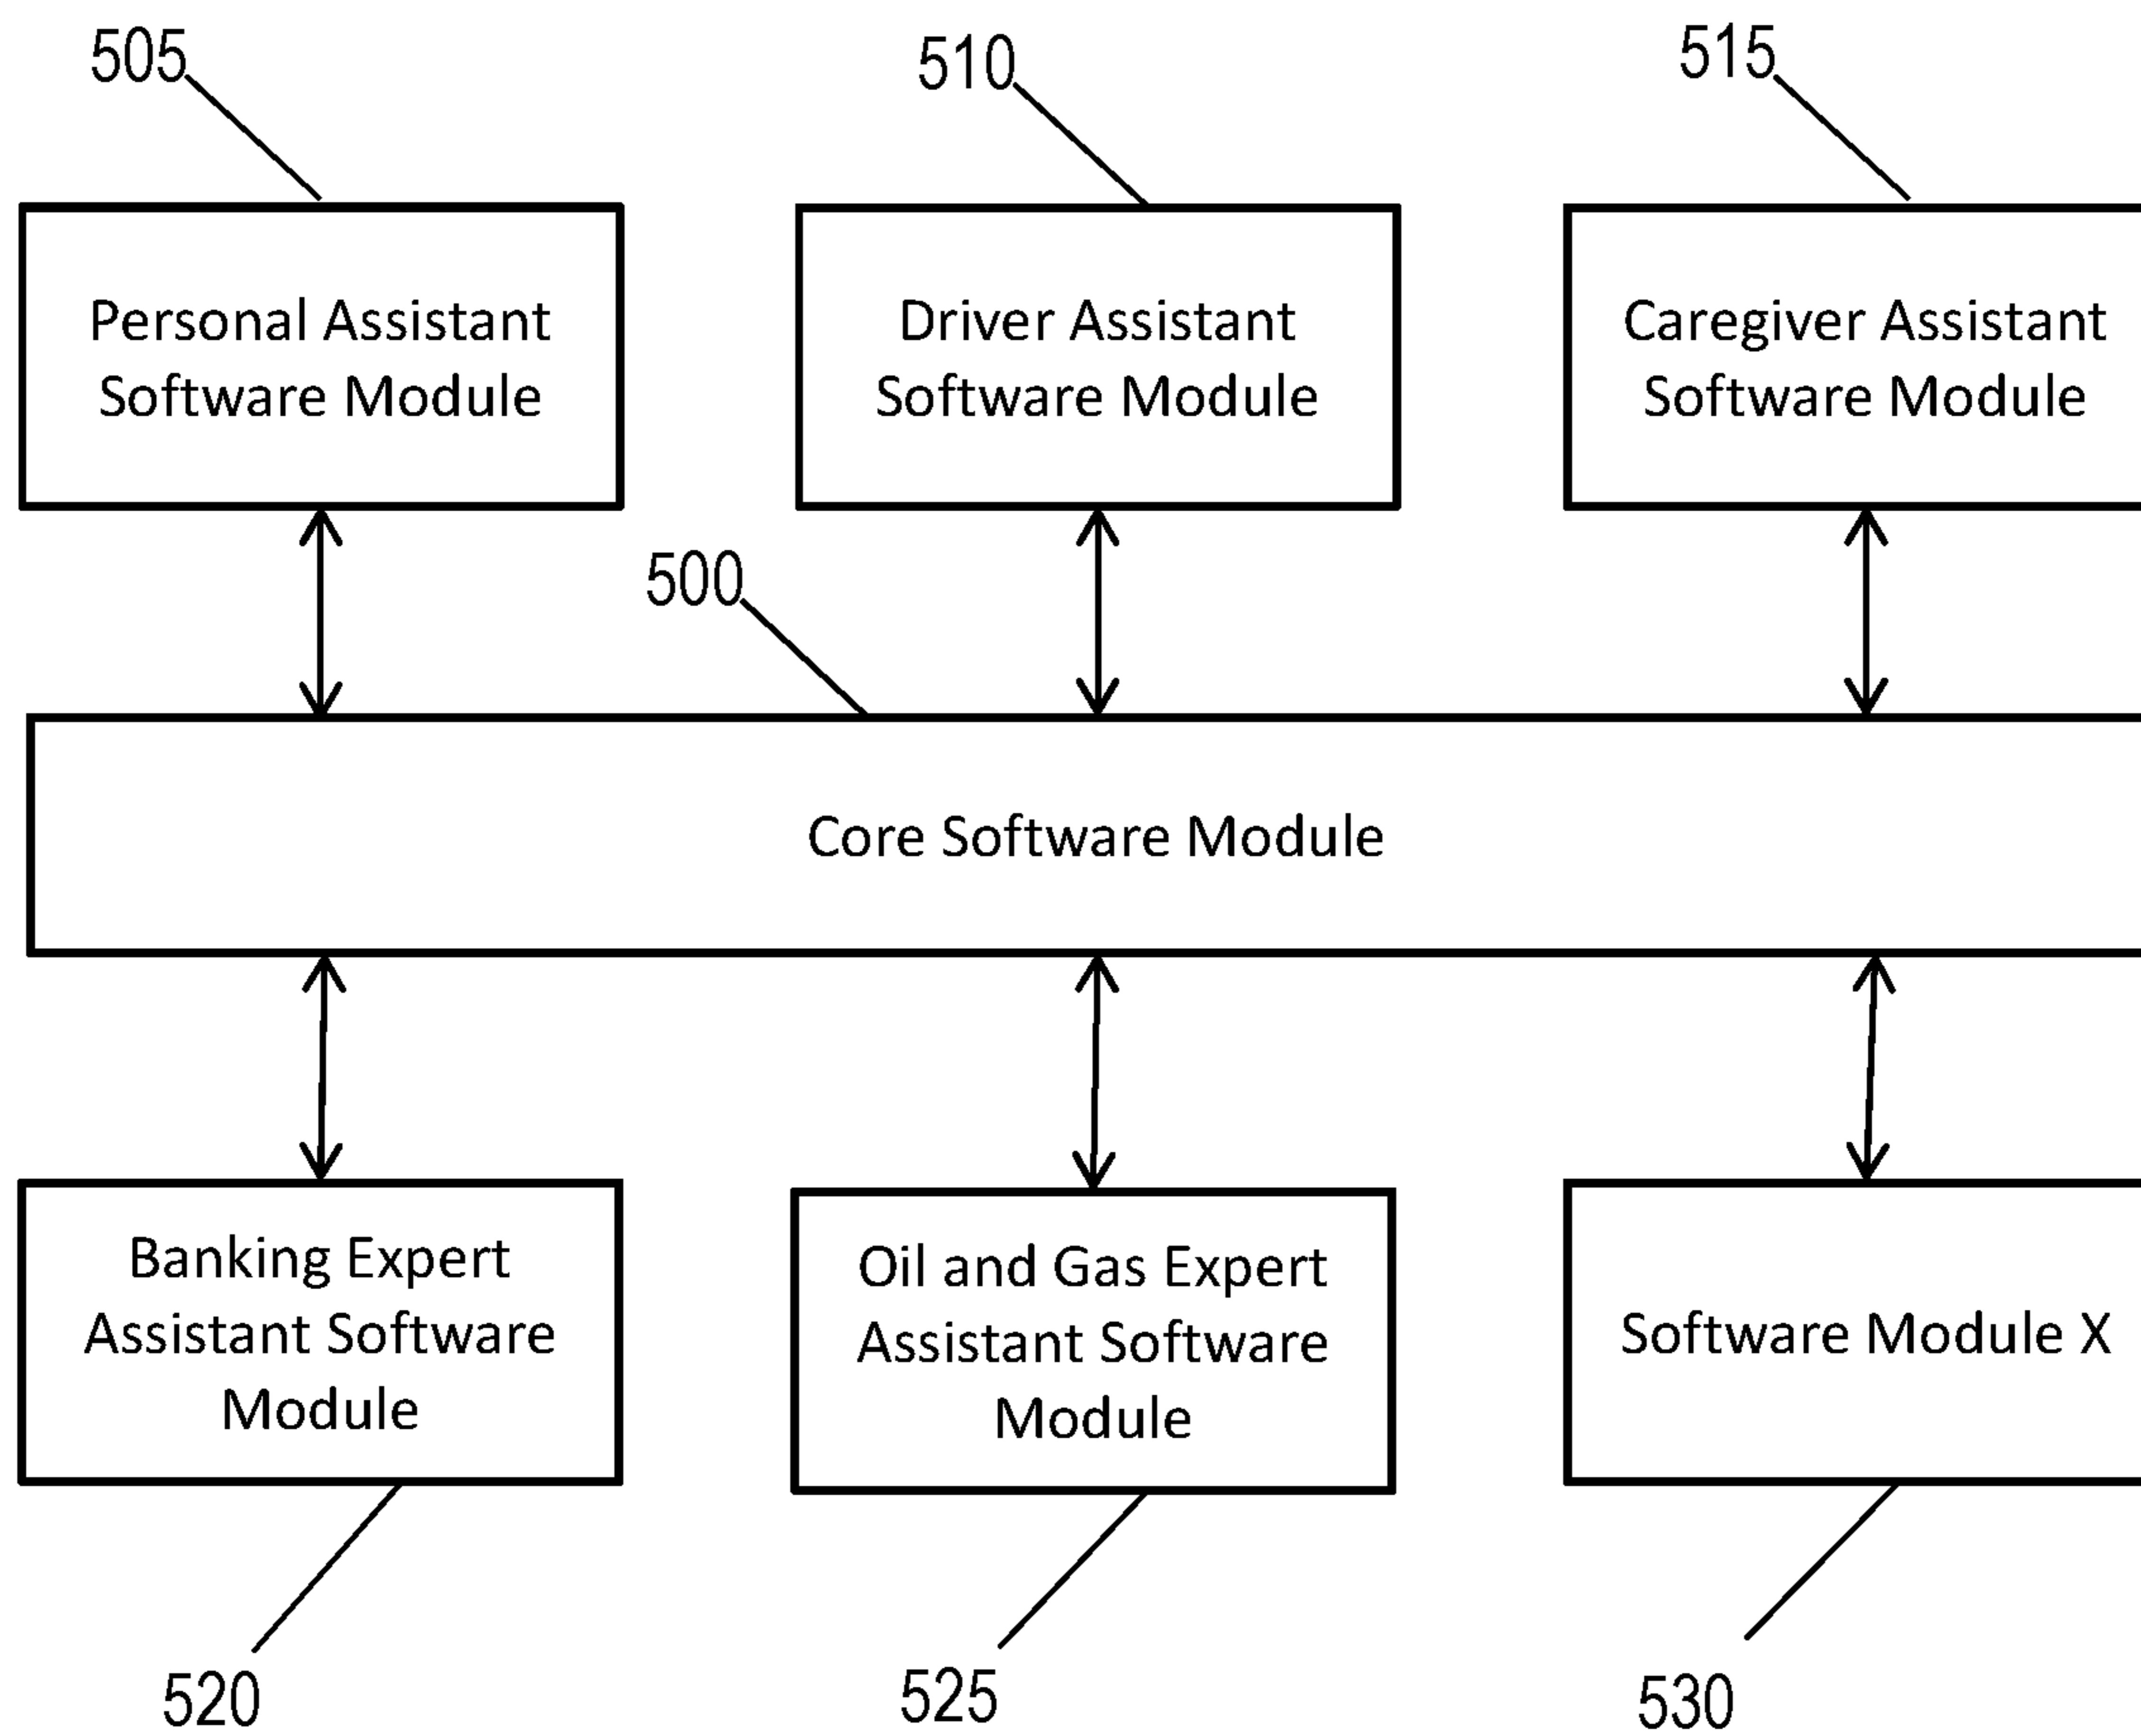 505
510
515
Personal Assistant
Software Module
Driver Assistant
Software Module
Caregiver Assistant
Software Module
500
Core Software Module
Banking Expert
Assistant Software
Module
Oil and Gas Expert
Assistant Software
Module
Software Module X
520
525
530